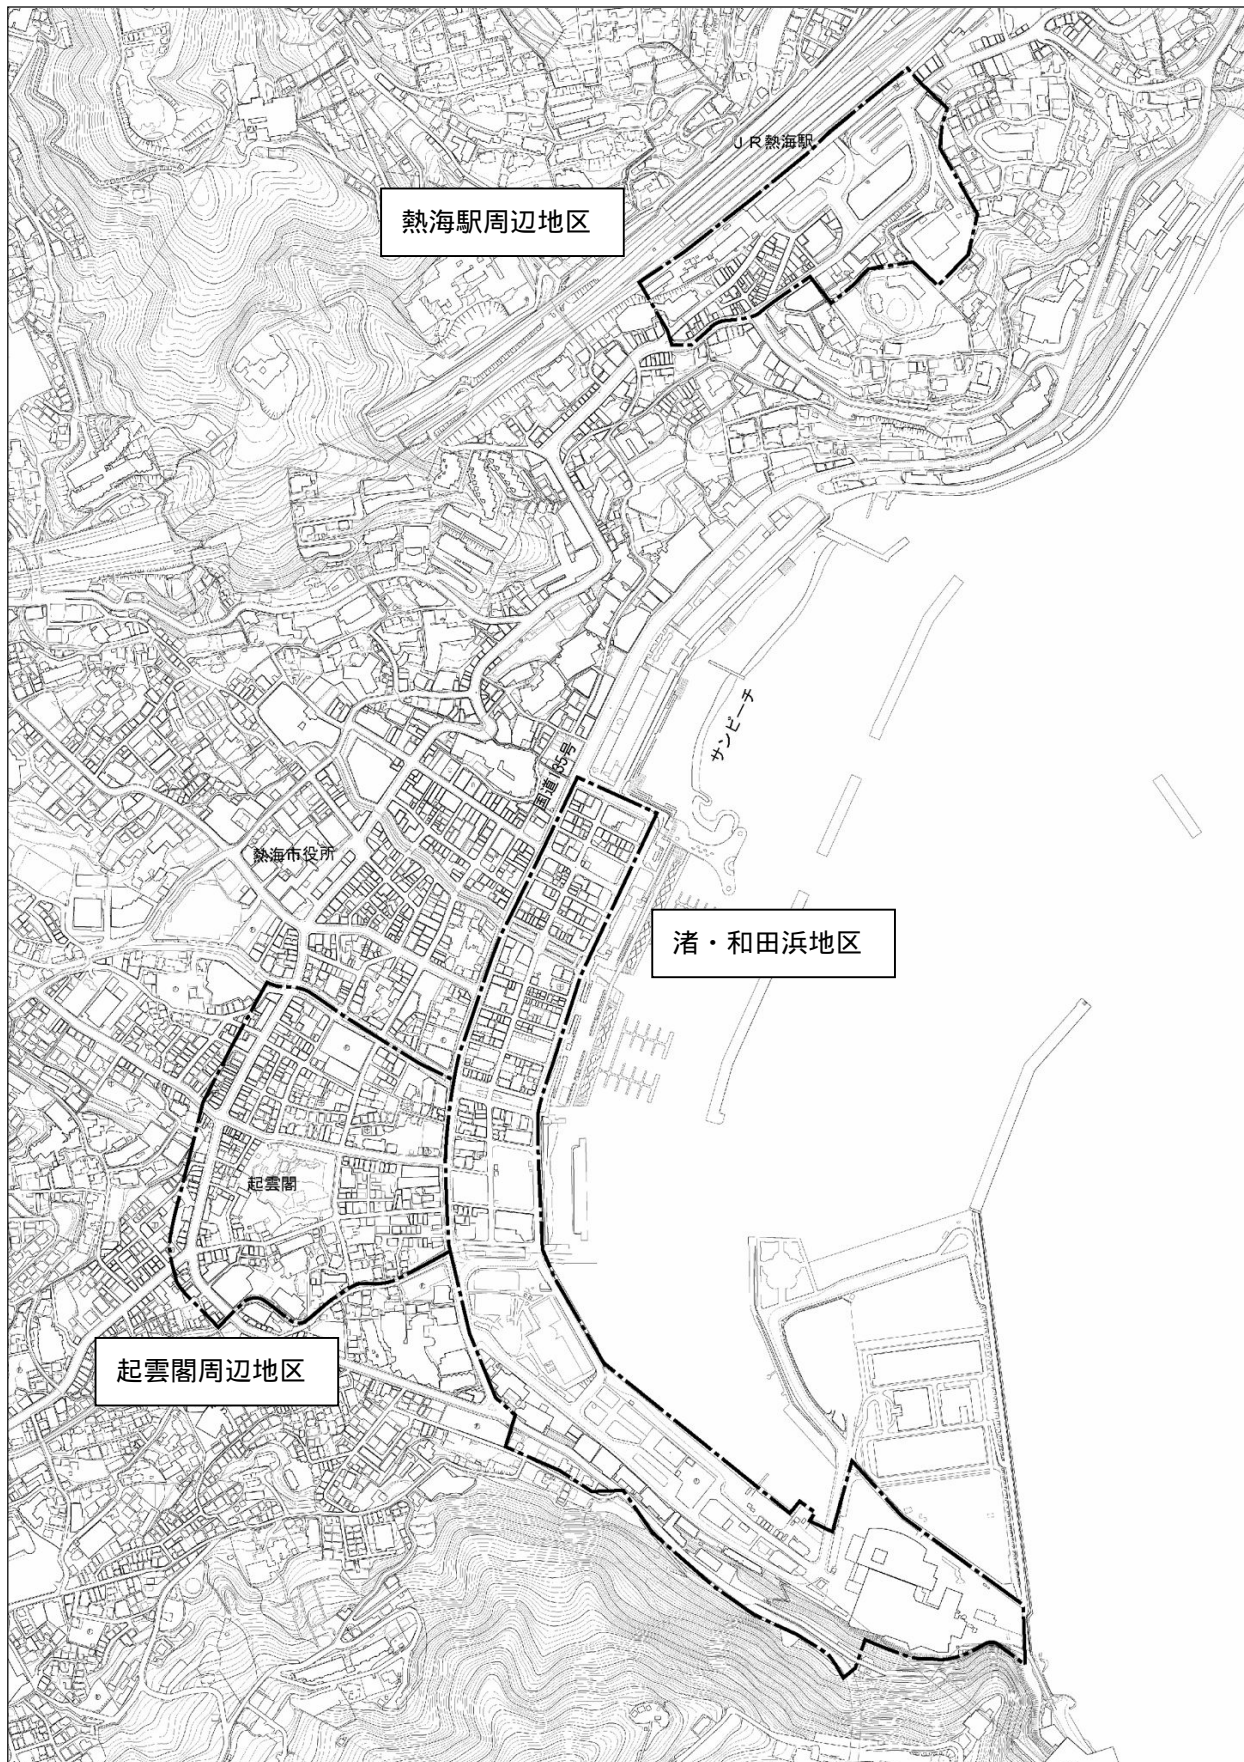 JR熱海駅
熱海駅周辺地区
サンビーチ
国道135号
熱海市役所
渚・和田浜地区
起雲閣
起雲閣周辺地区